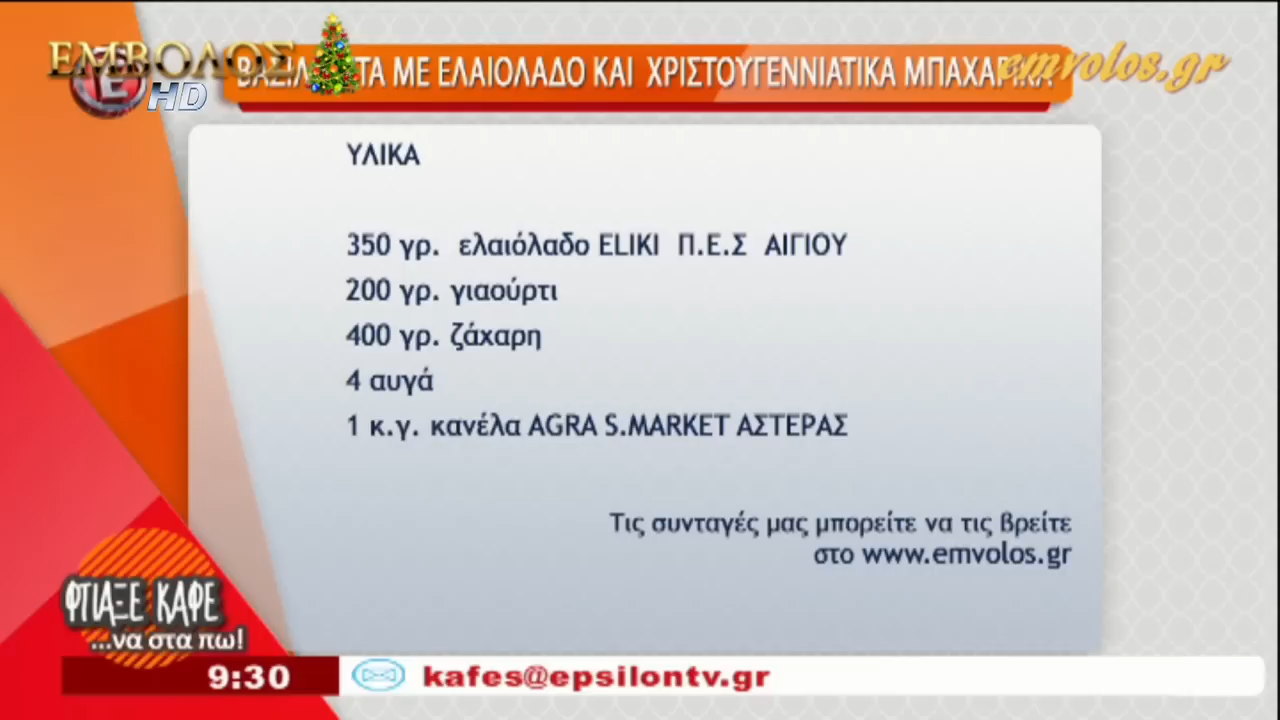 ΕΜΒΟΛΟΣ
E HD
ΜΕ ΕΛΑΙΟΛΑΔΟ ΚΑΙ ΧΡΙΣΤΟΥΓΕΝΝΙΑΤΙΚΑ ΜΠΑΧΑΡΙΚΑ
emvolos.gr
ΥΛΙΚΑ
350 γρ. ελαιόλαδο ELIKI Π.Ε.Σ ΑΙΓΙΟΥ
200 γρ. γιαούρτι
400 γρ. ζάχαρη
4 αυγά
1 κ.γ. κανέλα AGRA S.MARKET ΑΣΤΕΡΑΣ
Τις συνταγές μας μπορείτε να τις βρείτε
στο www.emvolos.gr
ΦΤΙΑΞΕ ΚΑΦΕ
...να στα πω!
9:30 kafes@epsilontv.gr